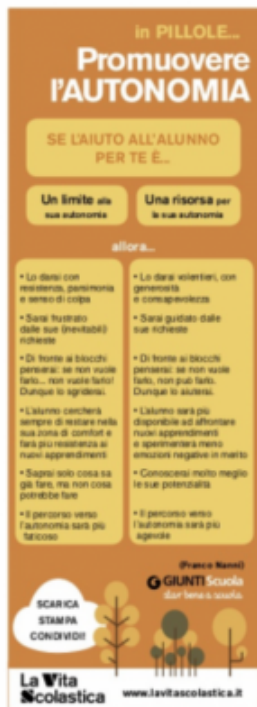 in PILLOLE...
Promuovere
l'AUTONOMIA
SE L'AIUTO ALL'ALUNNO
PER TE È...
Un limite alla
sua autonomia
Una risorsa per
la sua autonomia
allora...
• Lo darai con
resistenza, parsimonia
e senso di colpa
• Sarai frustrato
dalle sue (inevitabili)
richieste
• Di fronte ai blocchi
penserai: se non vuole
farlo... non vuole farlo!
Dunque lo sgriderai.
• L'alunno cercherà
sempre di restare nella
sua zona di comfort e
farà più resistenza ai
nuovi apprendimenti
• Saprai solo cosa sa
già fare, ma non cosa
potrebbe fare
• Il percorso verso
l'autonomia sarà più
faticoso
• Lo darai volentieri, con
generosità
e consapevolezza
• Sarai guidato dalle
sue richieste
• Di fronte ai blocchi
penserai: se non vuole
farlo, non può farlo.
Dunque lo aiuterai.
• L'alunno sarà più
disponibile ad affrontare
nuovi apprendimenti
e sperimenterà meno
emozioni negative in merito
• Conoscerai molto meglio
le sue potenzialità
• Il percorso verso
l'autonomia sarà più
agevole
(Franco Nanni)
GIUNTI Scuola
star bene a scuola
SCARICA
STAMPA
CONDIVIDI!
La Vita
Scolastica
www.lavitascolastica.it